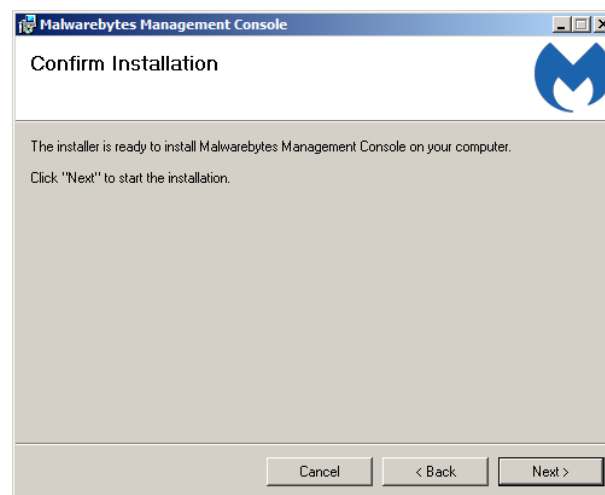 Malwarebytes Management Console
Confirm Installation
The installer is ready to install Malwarebytes Management Console on your computer.
Click "Next" to start the installation.
Cancel
< Back
Next >